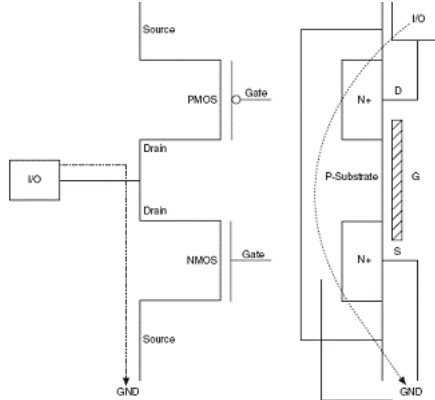 Source
PMOS
Gate
Drain
I/O
Drain
NMOS
Gate
Source
GND
I/O
D
N+
P-Substrate
G
S
N+
GND